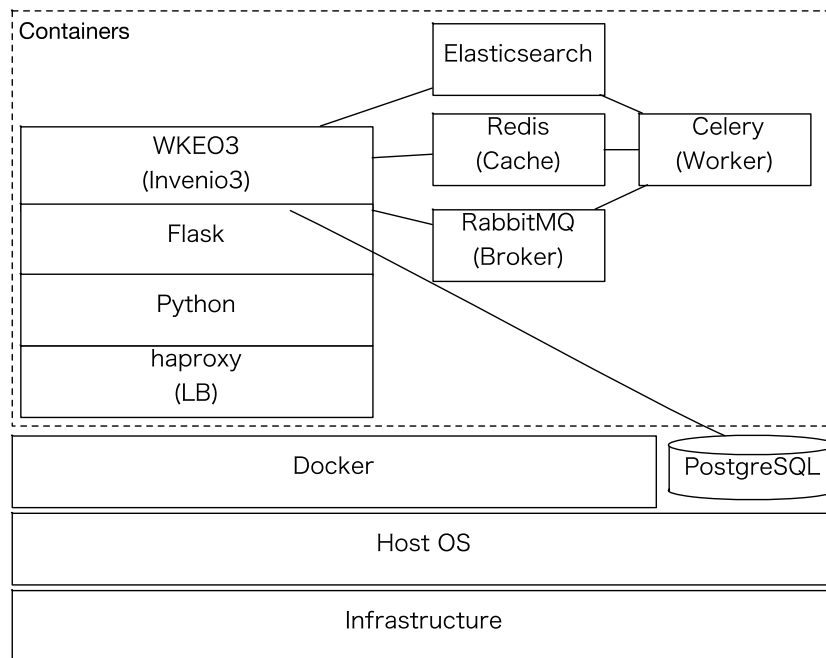 Containers
Elasticsearch
WKEO3
(Invenio3)
Redis
(Cache)
Celery
(Worker)
Flask
RabbitMQ
(Broker)
Python
haproxy
(LB)
Docker
PostgreSQL
Host OS
Infrastructure